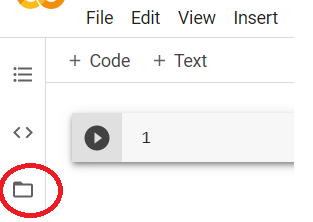 File Edit View Insert
+ Code + Text
1